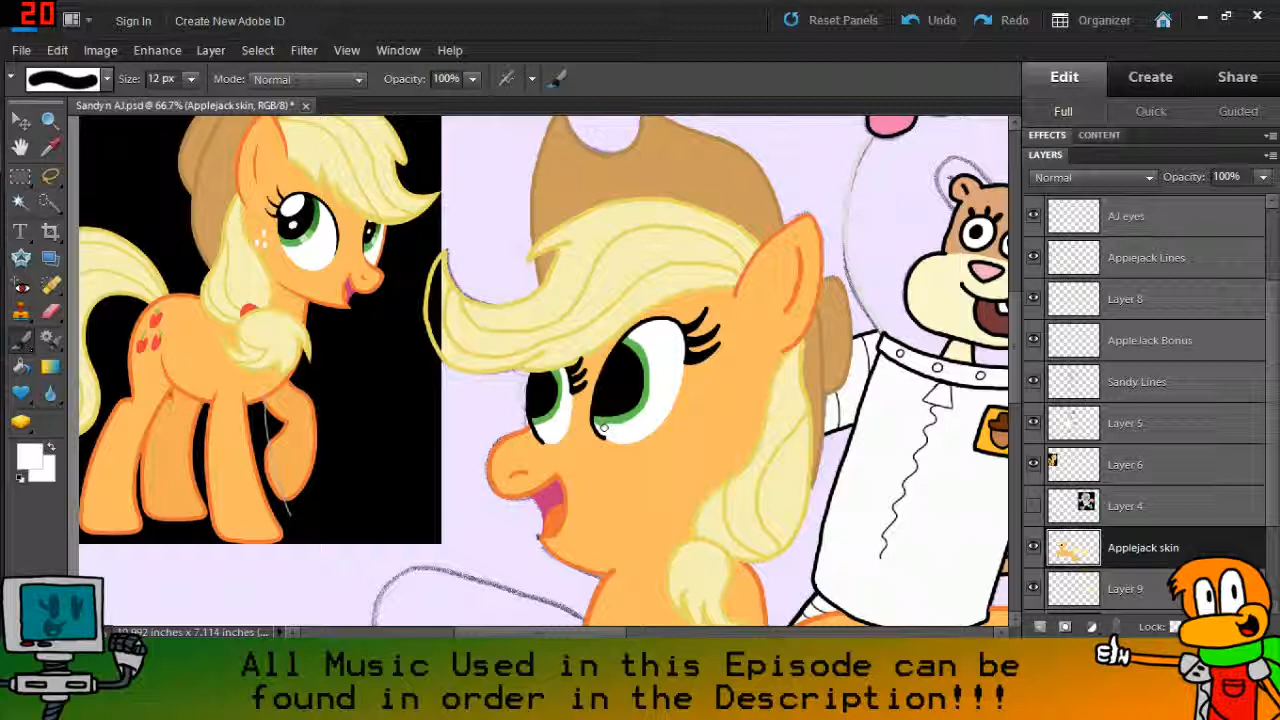 20
Sign In Create New Adobe ID Reset Panels Undo Redo Organizer
File Edit Image Enhance Layer Select Filter View Window Help
Size: 12 px Mode: Normal Opacity: 100%
Edit Create Share
Sandy n AJ.psd @ 66.7% (Applejack skin, RGB/8) *
Full Quick Guided
EFFECTS CONTENT
LAYERS
Normal Opacity: 100%
AJ eyes
Applejack Lines
Layer 8
AppleJack Bonus
Sandy Lines
Layer 5
Layer 6
Layer 4
Applejack skin
Layer 9
10.992 inches x 7.114 inches (... Lock:
All Music Used in this Episode can be
found in order in the Description!!!